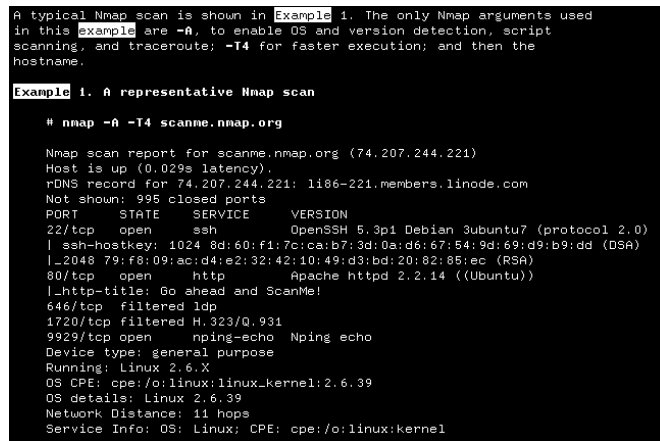 A typical Nmap scan is shown in Example 1. The only Nmap arguments used
in this example are -A, to enable OS and version detection, script
scanning, and traceroute; -T4 for faster execution; and then the
hostname.
Example 1. A representative Nmap scan
# nmap -A -T4 scanme.nmap.org
Nmap scan report for scanme.nmap.org (74.207.244.221)
Host is up (0.029s latency).
rDNS record for 74.207.244.221: li86-221.members.linode.com
Not shown: 995 closed ports
PORT     STATE    SERVICE     VERSION
22/tcp   open     ssh         OpenSSH 5.3p1 Debian 3ubuntu7 (protocol 2.0)
| ssh-hostkey: 1024 8d:60:f1:7c:ca:b7:3d:0a:d6:67:54:9d:69:d9:b9:dd (DSA)
|_2048 79:f8:09:ac:d4:e2:32:42:10:49:d3:bd:20:82:85:ec (RSA)
80/tcp   open     http        Apache httpd 2.2.14 ((Ubuntu))
|_http-title: Go ahead and ScanMe!
646/tcp  filtered ldp
1720/tcp filtered H.323/Q.931
9929/tcp open     nping-echo  Nping echo
Device type: general purpose
Running: Linux 2.6.X
OS CPE: cpe:/o:linux:linux_kernel:2.6.39
OS details: Linux 2.6.39
Network Distance: 11 hops
Service Info: OS: Linux; CPE: cpe:/o:linux:kernel